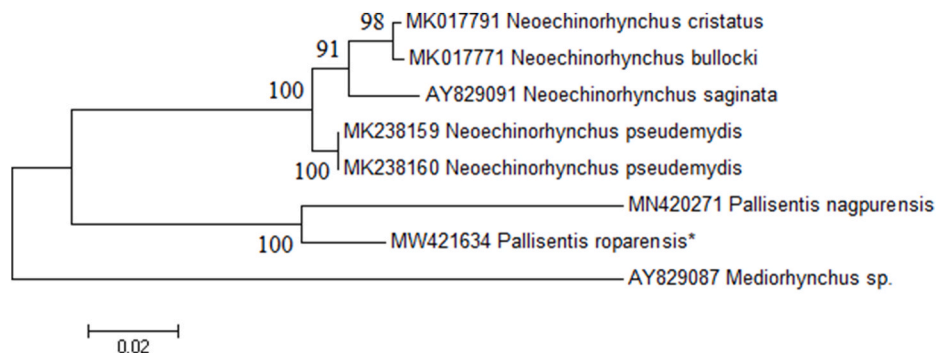 98
MK017791 Neoechinorhynchus cristatus
91
MK017771 Neoechinorhynchus bullocki
100
AY829091 Neoechinorhynchus saginata
MK238159 Neoechinorhynchus pseudemydis
100
MK238160 Neoechinorhynchus pseudemydis
MN420271 Pallisentis nagpurensis
100
MW421634 Pallisentis roparensis*
AY829087 Mediorhynchus sp.
0.02